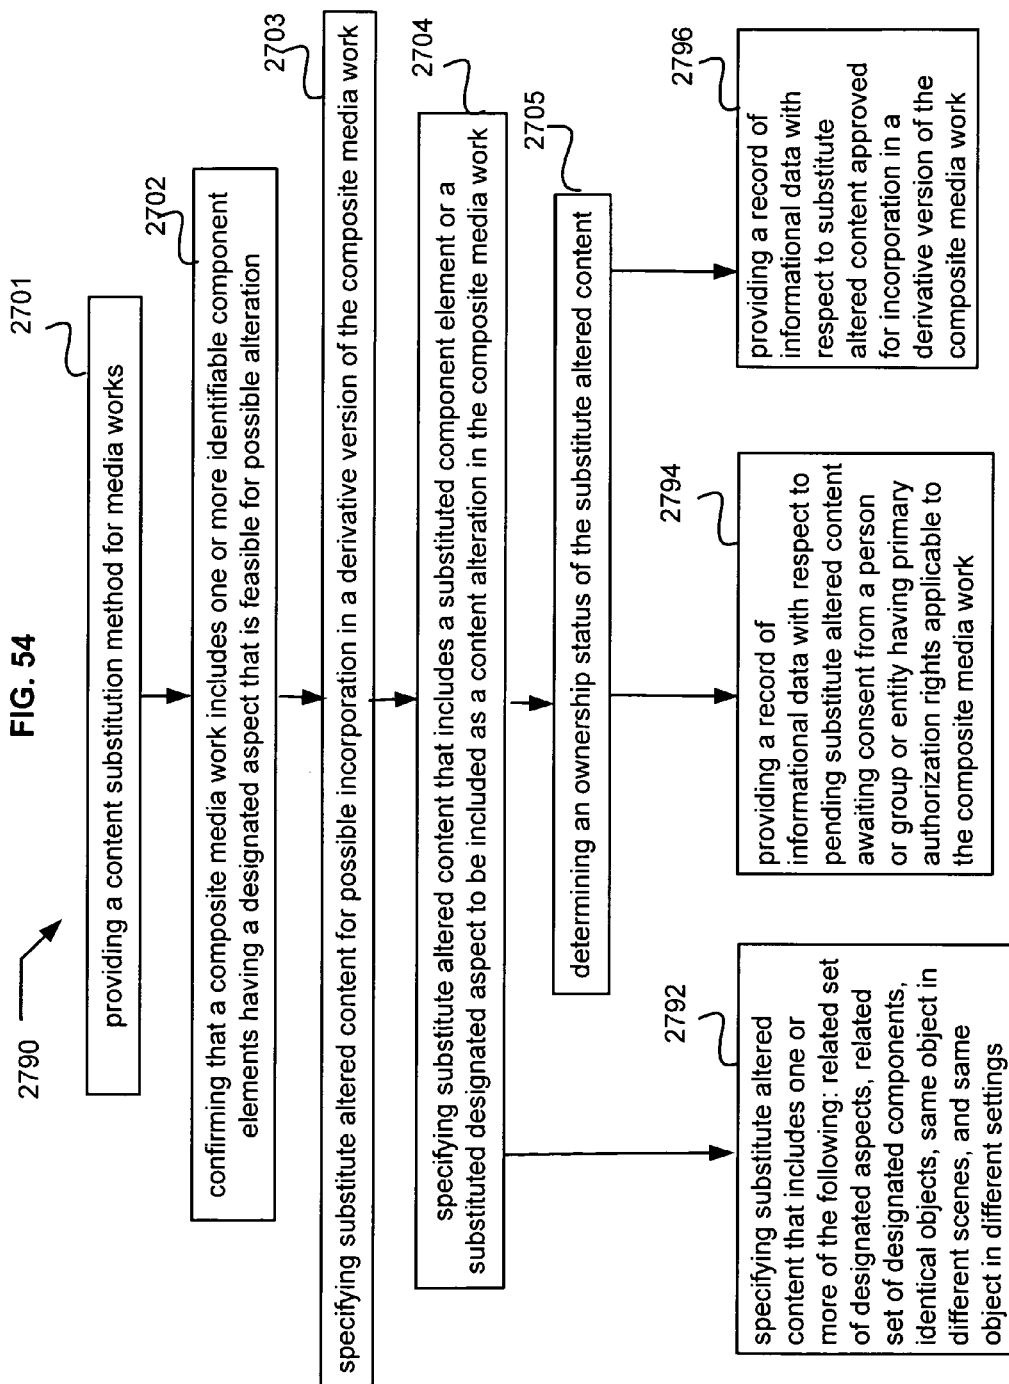 FIG. 54
2790
2701
providing a content substitution method for media works
2702
confirming that a composite media work includes one or more identifiable component
elements having a designated aspect that is feasible for possible alteration
2703
specifying substitute altered content for possible incorporation in a derivative version of the composite media work
2704
specifying substitute altered content that includes a substituted component element or a
substituted designated aspect to be included as a content alteration in the composite media work
2705
determining an ownership status of the substitute altered content
2792
specifying substitute altered
content that includes one or
more of the following: related set
of designated aspects, related
set of designated components,
identical objects, same object in
different scenes, and same
object in different settings
2794
providing a record of
informational data with respect to
pending substitute altered content
awaiting consent from a person
or group or entity having primary
authorization rights applicable to
the composite media work
2796
providing a record of
informational data with
respect to substitute
altered content approved
for incorporation in a
derivative version of the
composite media work